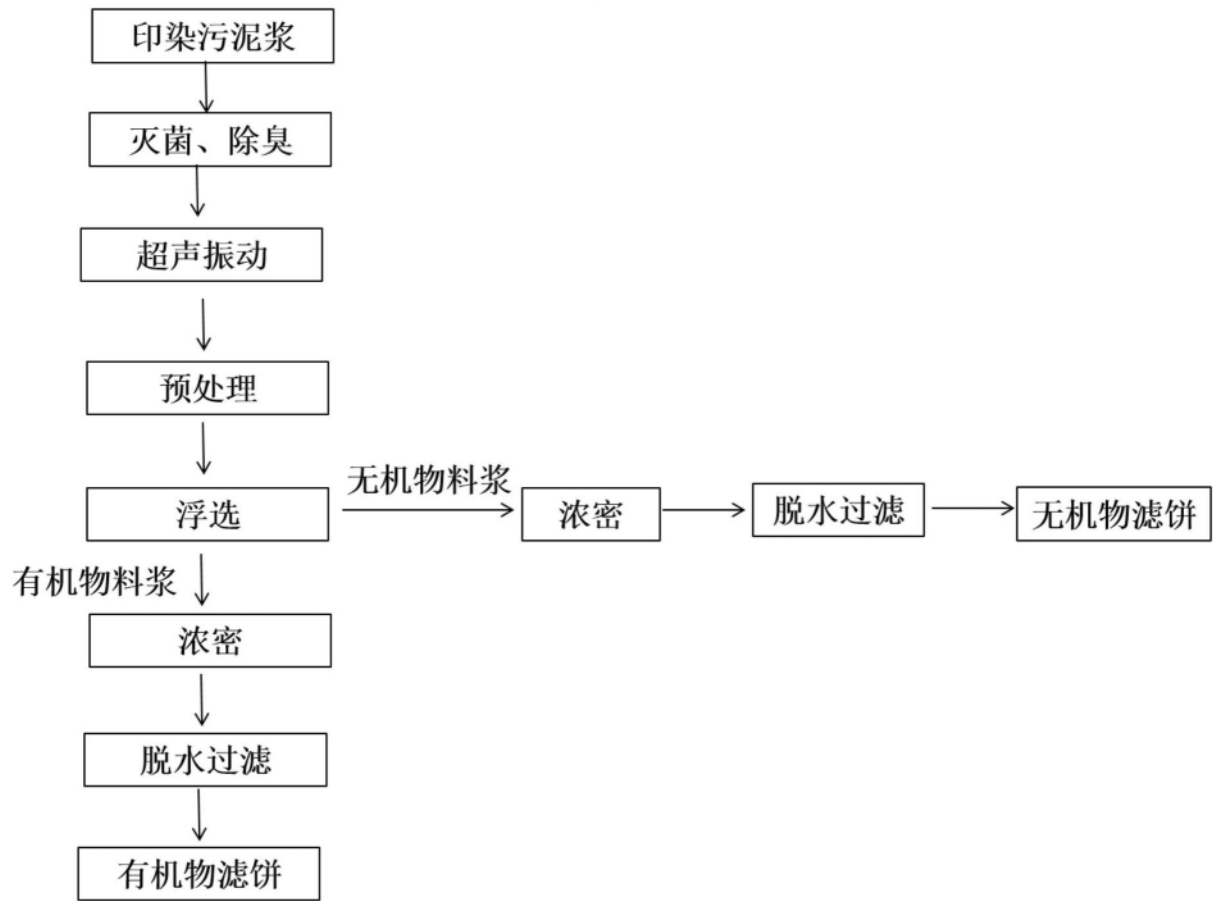 印染污泥浆
灭菌、除臭
超声振动
预处理
浮选
无机物料浆
浓密
脱水过滤
无机物滤饼
有机物料浆
浓密
脱水过滤
有机物滤饼